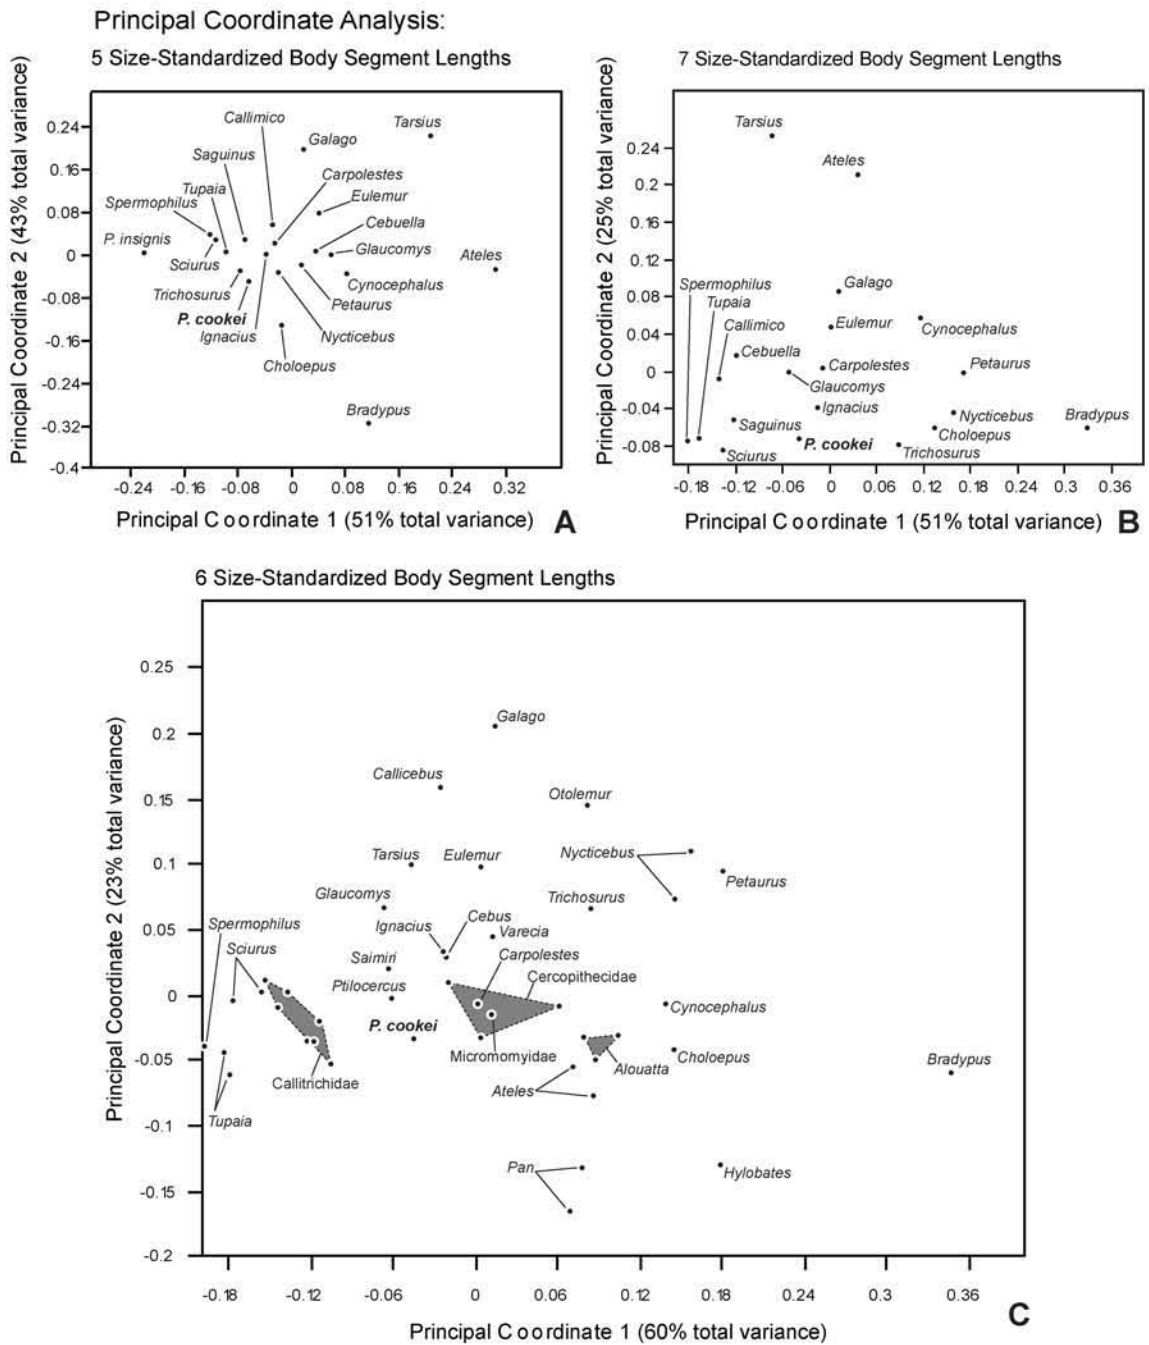 Principal Coordinate Analysis:
5 Size-Standardized Body Segment Lengths
Principal Coordinate 2 (43% total variance)
0.24
0.16
0.08
0
-0.08
-0.16
-0.24
-0.32
-0.4
Callimico
Tarsius
Galago
Saguinus
Carpolestes
Tupaia
Eulemur
Spermophilus
Cebuella
P. insignis
Glaucomys
Ateles
Sciurus
Cynocephalus
Trichosurus
Petaurus
P. cookei
Ignacius
Nycticebus
Choloepus
Bradypus
-0.24 -0.16 -0.08 0 0.08 0.16 0.24 0.32
Principal Coordinate 1 (51% total variance)
A
7 Size-Standardized Body Segment Lengths
Principal Coordinate 2 (25% total variance)
0.24
0.2
0.16
0.12
0.08
0.04
0
-0.04
-0.08
Tarsius
Ateles
Spermophilus
Galago
Tupaia
Callimico
Eulemur
Cynocephalus
Cebuella
Carpolestes
Petaurus
Glaucomys
Ignacius
Saguinus
Nycticebus
Bradypus
P. cookei
Choloepus
Sciurus
Trichosurus
-0.18 -0.12 -0.06 0 0.06 0.12 0.18 0.24 0.30 0.36
Principal Coordinate 1 (51% total variance)
B
6 Size-Standardized Body Segment Lengths
Principal Coordinate 2 (23% total variance)
0.25
0.2
0.15
0.1
0.05
0
-0.05
-0.1
-0.15
-0.2
Galago
Callicebus
Otolemur
Tarsius
Eulemur
Nycticebus
Petaurus
Glaucomys
Trichosurus
Spermophilus
Ignacius
Cebus
Varecia
Sciurus
Saimiri
Carpolestes
Ptilocercus
Cercopithecidae
P. cookei
Cynocephalus
Micromomyidae
Choloepus
Bradypus
Alouatta
Callitrichidae
Ateles
Tupaia
Pan
Hylobates
-0.18 -0.12 -0.06 0 0.06 0.12 0.18 0.24 0.3 0.36
Principal Coordinate 1 (60% total variance)
C